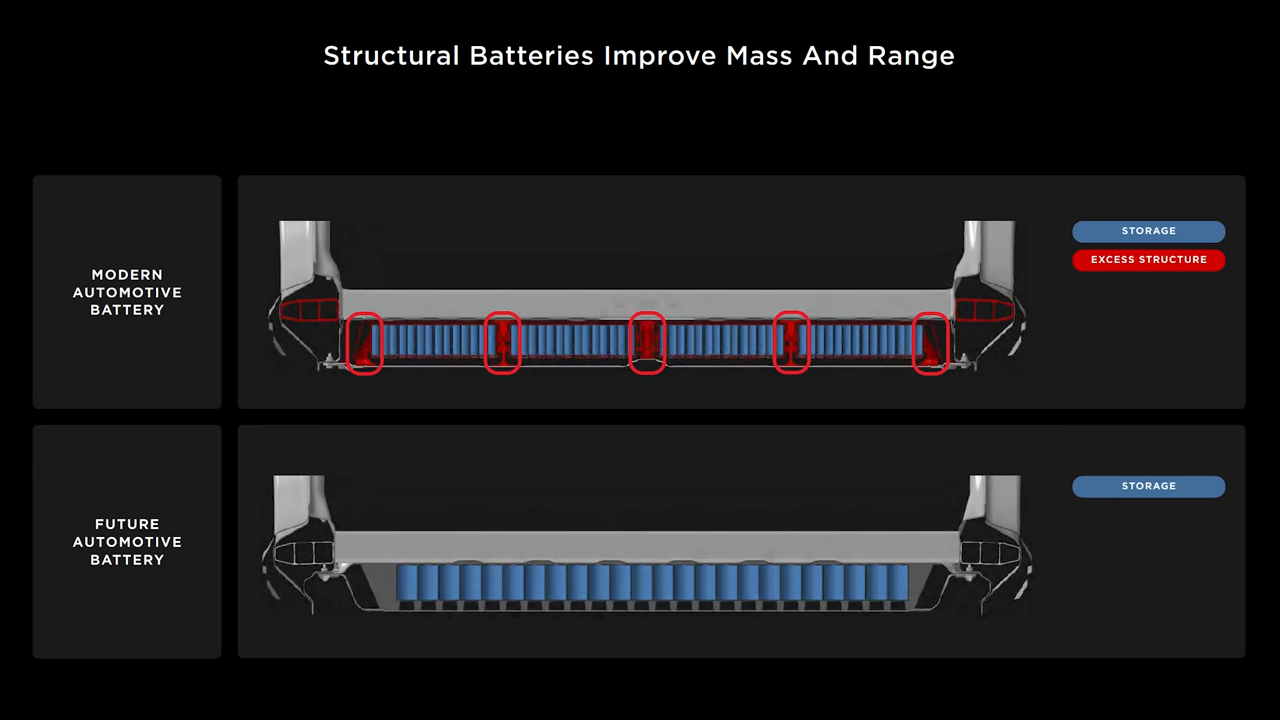 Structural Batteries Improve Mass And Range
MODERN
AUTOMOTIVE
BATTERY
STORAGE
EXCESS STRUCTURE
FUTURE
AUTOMOTIVE
BATTERY
STORAGE